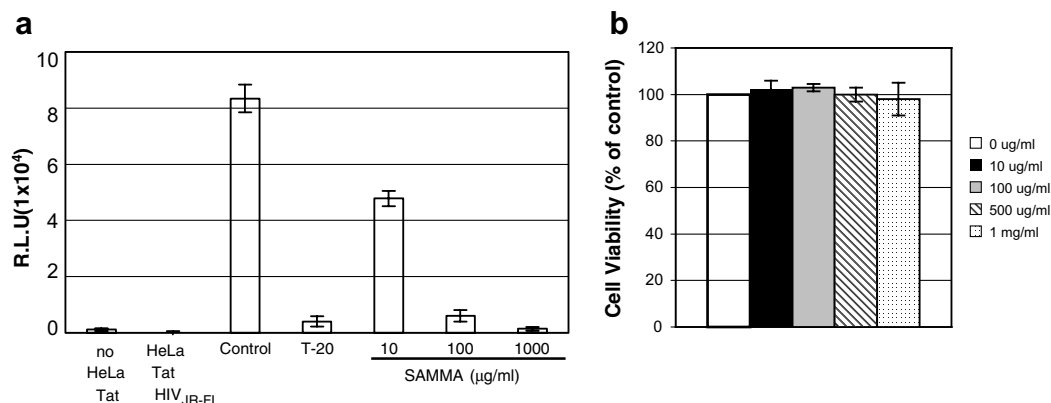 a
R.L.U(1x10⁴)
10
8
6
4
2
0
no
HeLa
Tat
HeLa
Tat
HIV JR-FL
Control
T-20
10
100
1000
SAMMA (μg/ml)
b
Cell Viability (% of control)
120
100
80
60
40
20
0
0 ug/ml
10 ug/ml
100 ug/ml
500 ug/ml
1 mg/ml